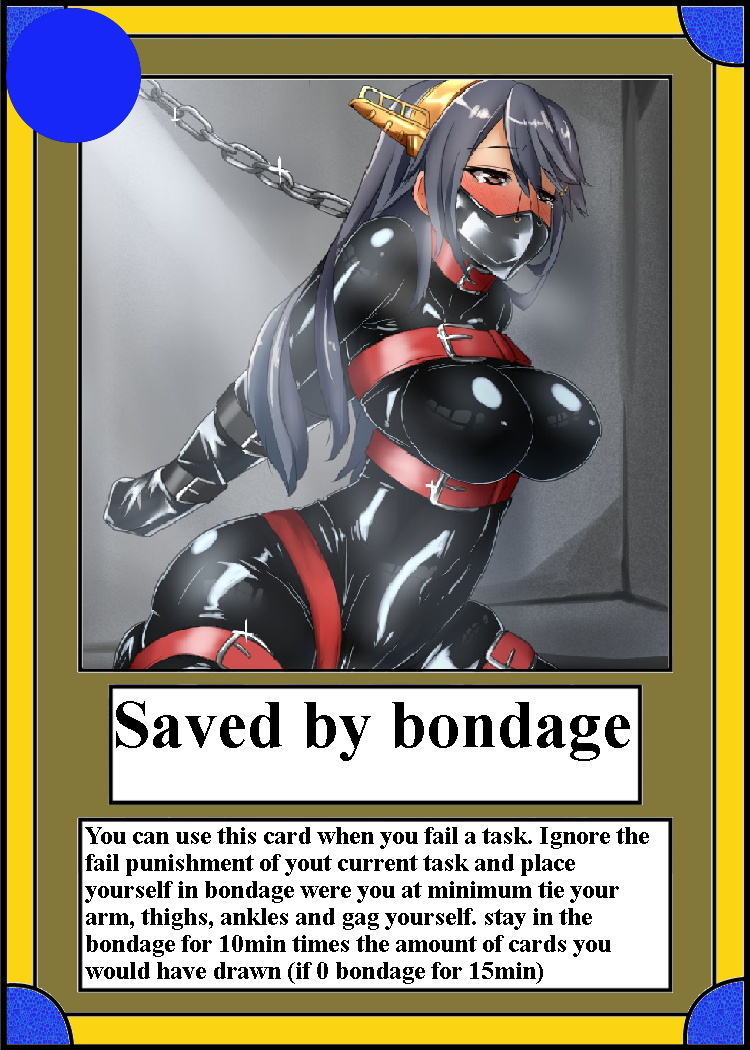 Saved by bondage
You can use this card when you fail a task. Ignore the
fail punishment of yout current task and place
yourself in bondage were you at minimum tie your
arm, thighs, ankles and gag yourself. stay in the
bondage for 10min times the amount of cards you
would have drawn (if 0 bondage for 15min)